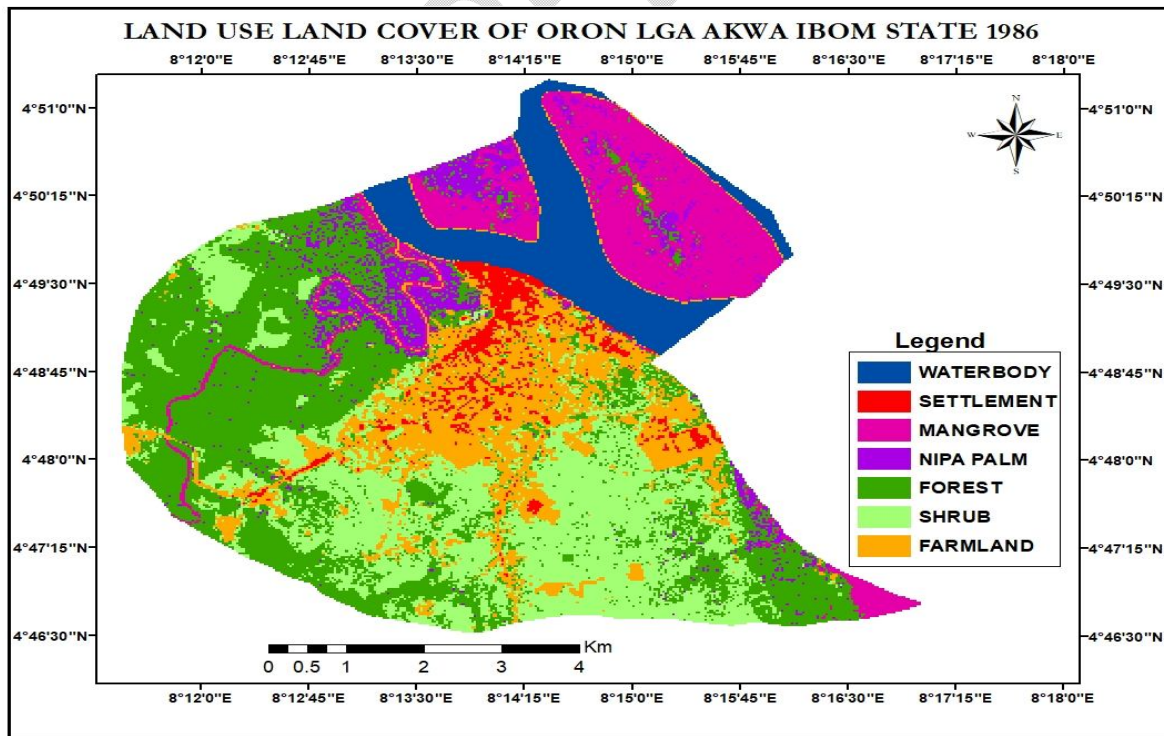 LAND USE LAND COVER OF ORON LGA AKWA IBOM STATE 1986
8°12'0"E 8°12'45"E 8°13'30"E 8°14'15"E 8°15'0"E 8°15'45"E 8°16'30"E 8°17'15"E 8°18'0"E
4°51'0"N 4°51'0"N
N
W E
S
4°50'15"N 4°50'15"N
4°49'30"N 4°49'30"N
Legend
WATERBODY
4°48'45"N 4°48'45"N
SETTLEMENT
MANGROVE
4°48'0"N 4°48'0"N
NIPA PALM
FOREST
SHRUB
4°47'15"N 4°47'15"N
FARMLAND
4°46'30"N 4°46'30"N
Km
0 0.5 1 2 3 4
8°12'0"E 8°12'45"E 8°13'30"E 8°14'15"E 8°15'0"E 8°15'45"E 8°16'30"E 8°17'15"E 8°18'0"E